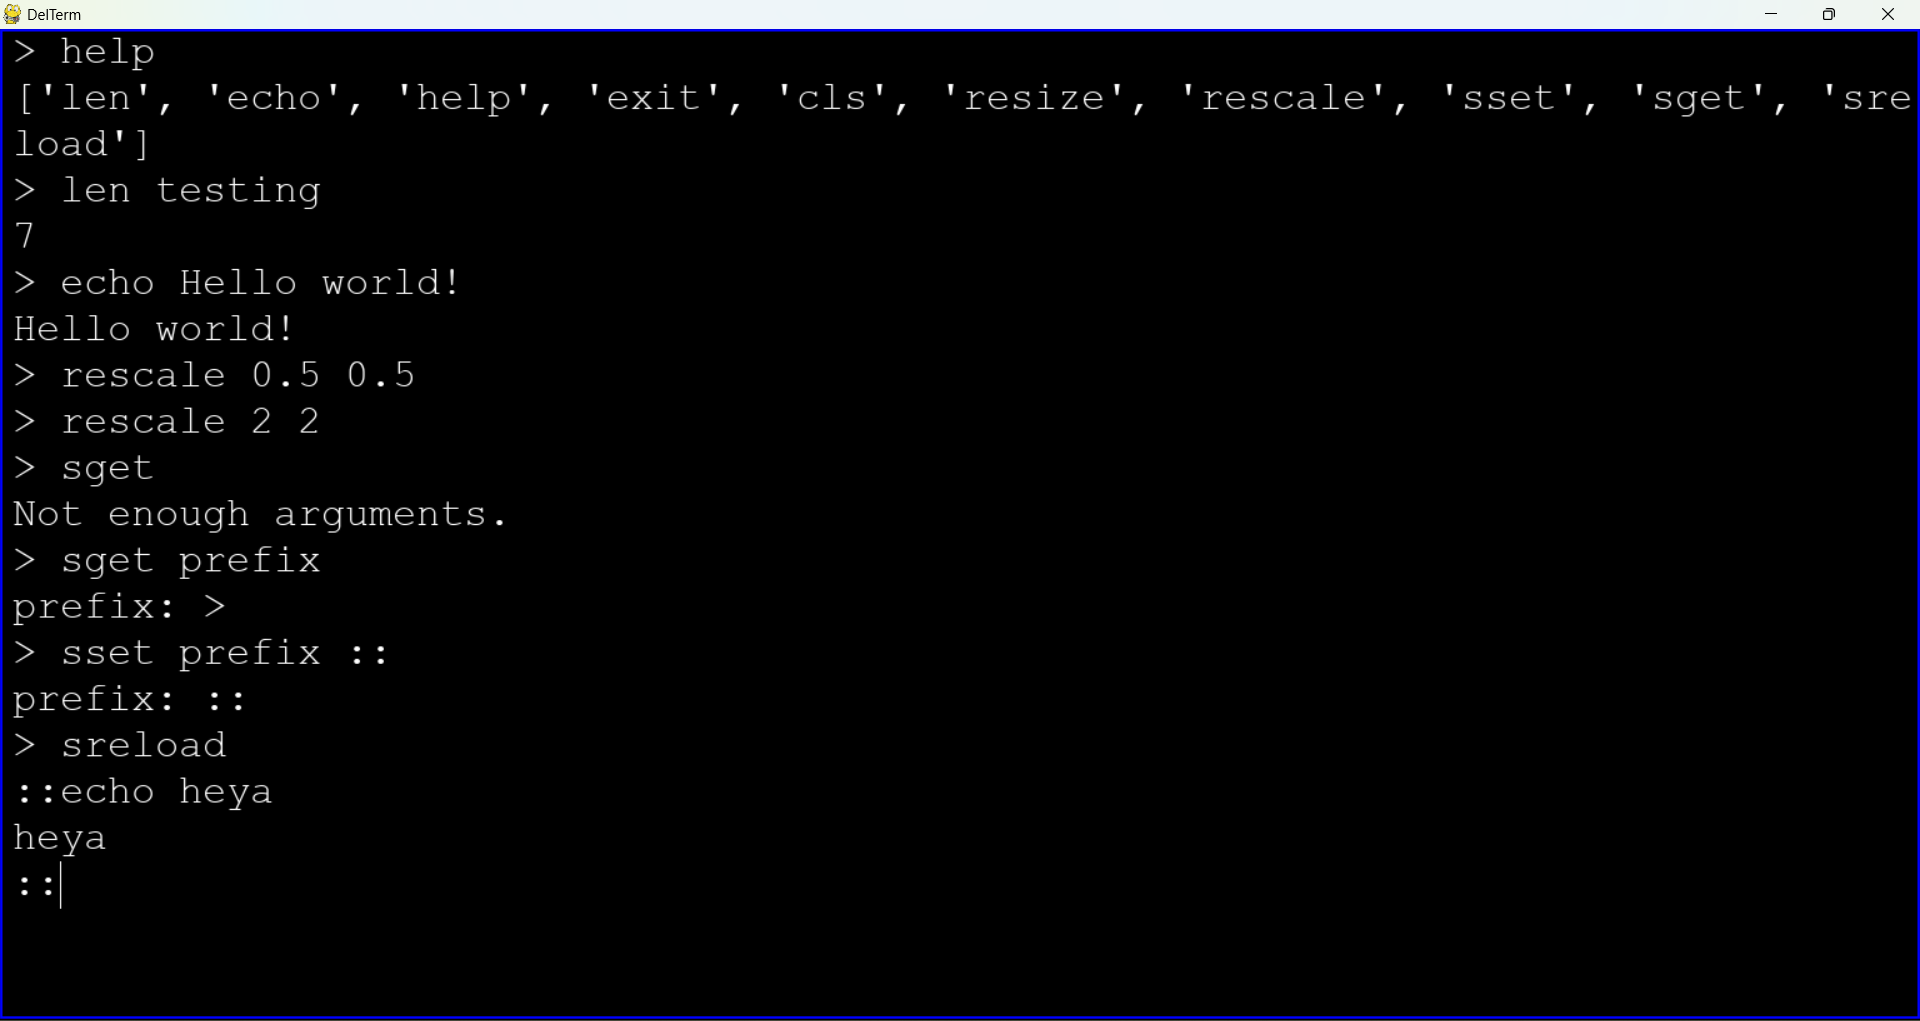 DelTerm
> help
['len', 'echo', 'help', 'exit', 'cls', 'resize', 'rescale', 'sset', 'sget', 'sre
load']
> len testing
7
> echo Hello world!
Hello world!
> rescale 0.5 0.5
> rescale 2 2
> sget
Not enough arguments.
> sget prefix
prefix: >
> sset prefix ::
prefix: ::
> sreload
::echo heya
heya
::